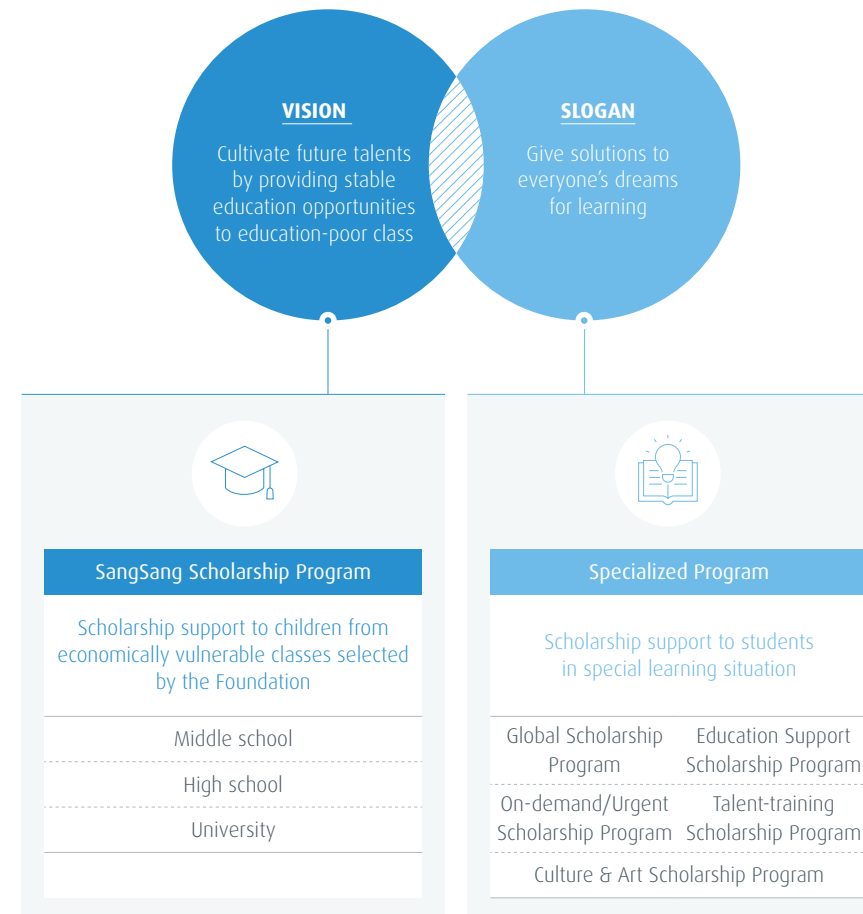 VISION
Cultivate future talents
by providing stable
education opportunities
to education-poor class
SLOGAN
Give solutions to
everyone's dreams
for learning
SangSang Scholarship Program
Scholarship support to children from
economically vulnerable classes selected
by the Foundation
Middle school
High school
University
Specialized Program
Scholarship support to students
in special learning situation
Global Scholarship
Program
Education Support
Scholarship Program
On-demand/Urgent
Scholarship Program
Talent-training
Scholarship Program
Culture & Art Scholarship Program